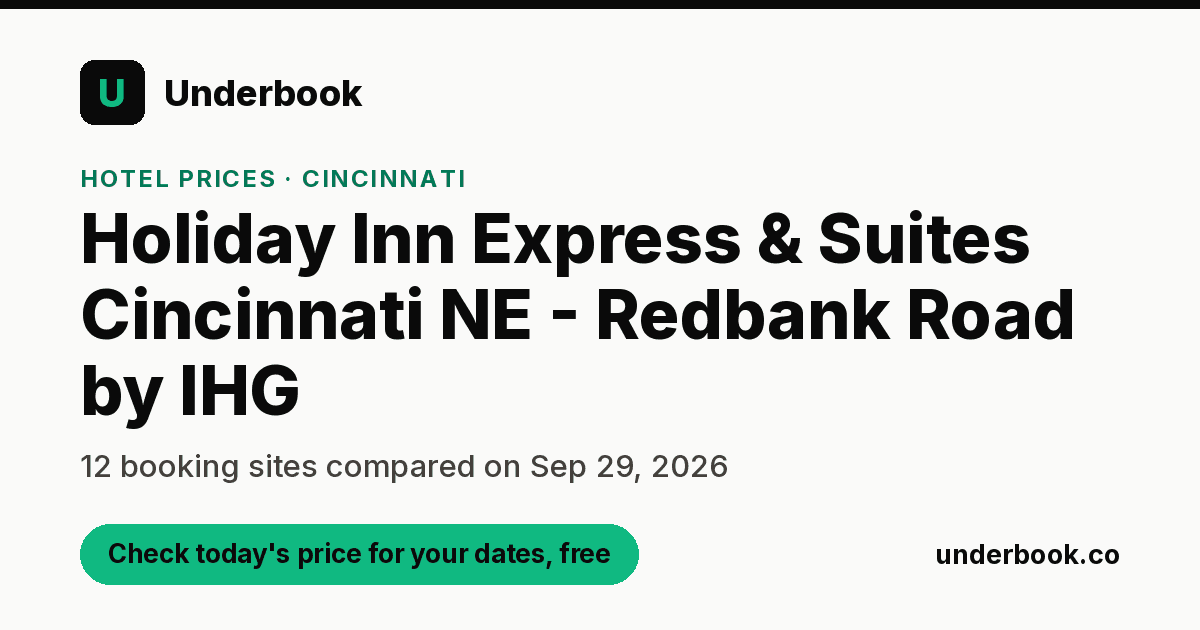 U
Underbook
HOTEL PRICES · CINCINNATI
Holiday Inn Express & Suites
Cincinnati NE - Redbank Road
by IHG
12 booking sites compared on Sep 29, 2026
Check today's price for your dates, free
underbook.co